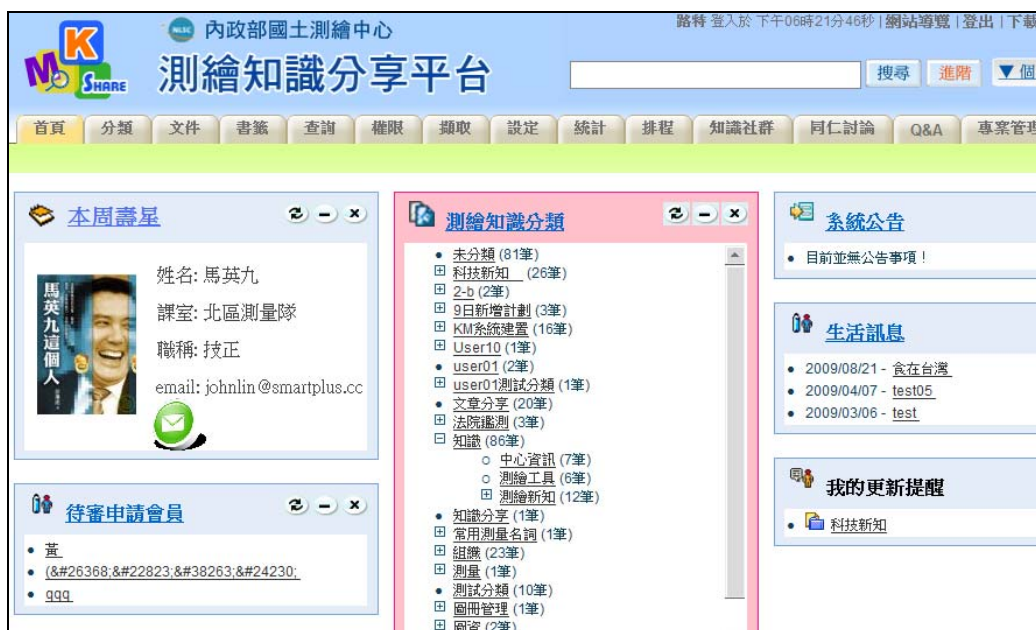 路特 登入於 下午06時21分46秒 | 網站導覽 | 登出 | 下載
MOK SHARE
NLSC 內政部國土測繪中心
測繪知識分享平台
搜尋 進階 ▼個
首頁 分類 文件 書籤 查詢 權限 擷取 設定 統計 排程 知識社群 同仁討論 Q&A 專案管理
本周壽星
馬英九這個人
姓名: 馬英九
課室: 北區測量隊
職稱: 技正
email: johnlin@smartplus.cc
待審申請會員
黃
(&#26368;&#22823;&#38263;&#24230;
qqq
測繪知識分類
未分類 (81筆)
科技新知 (26筆)
2-b (2筆)
9日新增計劃 (3筆)
KM系統建置 (16筆)
User10 (1筆)
user01 (2筆)
user01測試分類 (1筆)
文章分享 (20筆)
法院鑑測 (3筆)
知識 (86筆)
中心資訊 (7筆)
測繪工具 (6筆)
測繪新知 (12筆)
知識分享 (1筆)
常用測量名詞 (1筆)
組織 (23筆)
測量 (1筆)
測試分類 (10筆)
圖冊管理 (1筆)
圖資 (2筆)
系統公告
目前並無公告事項！
生活訊息
2009/08/21 - 食在台灣
2009/04/07 - test05
2009/03/06 - test
我的更新提醒
科技新知